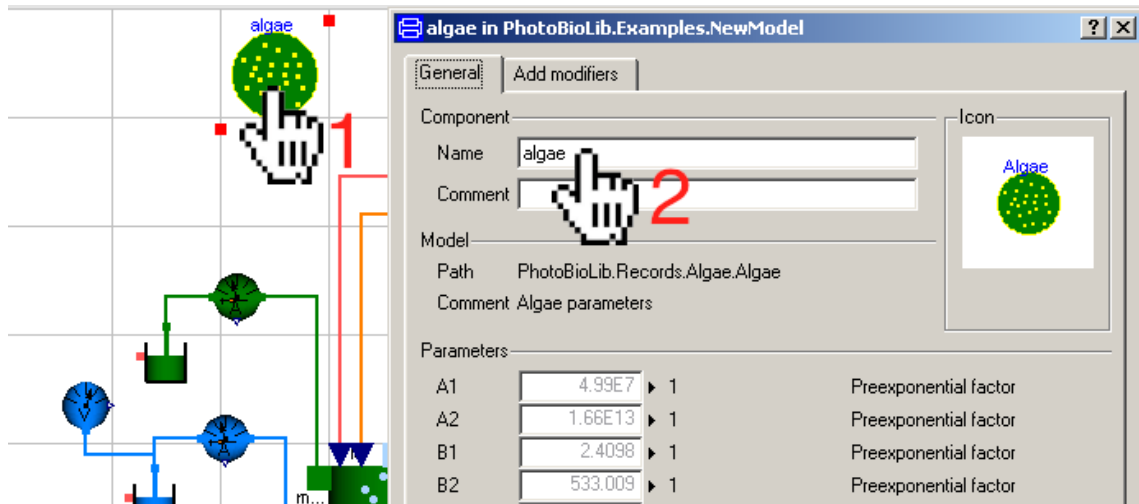 algae
1
m...
algae in PhotoBioLib.Examples.NewModel
General Add modifiers
Component
Name algae
Comment
2
Icon
Algae
Model
Path PhotoBioLib.Records.Algae.Algae
Comment Algae parameters
Parameters
A1 4.99E7 1 Preexponential factor
A2 1.66E13 1 Preexponential factor
B1 2.4098 1 Preexponential factor
B2 533.009 1 Preexponential factor